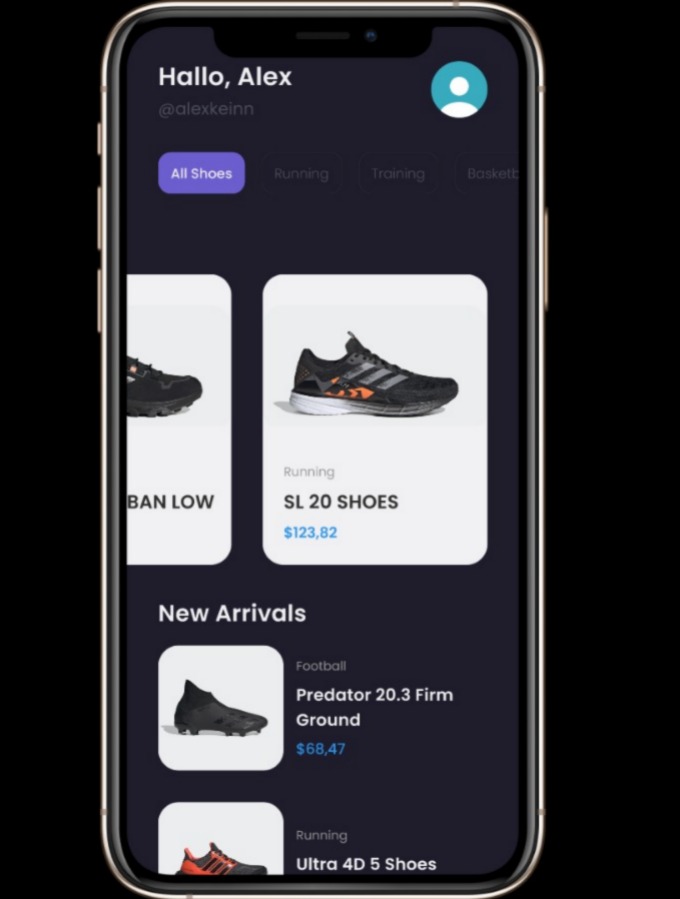 Hallo, Alex
@alexkeinn
All Shoes
Running
Training
Basketb
BAN LOW
Running
SL 20 SHOES
$123,82
New Arrivals
Football
Predator 20.3 Firm
Ground
$68,47
Running
Ultra 4D 5 Shoes